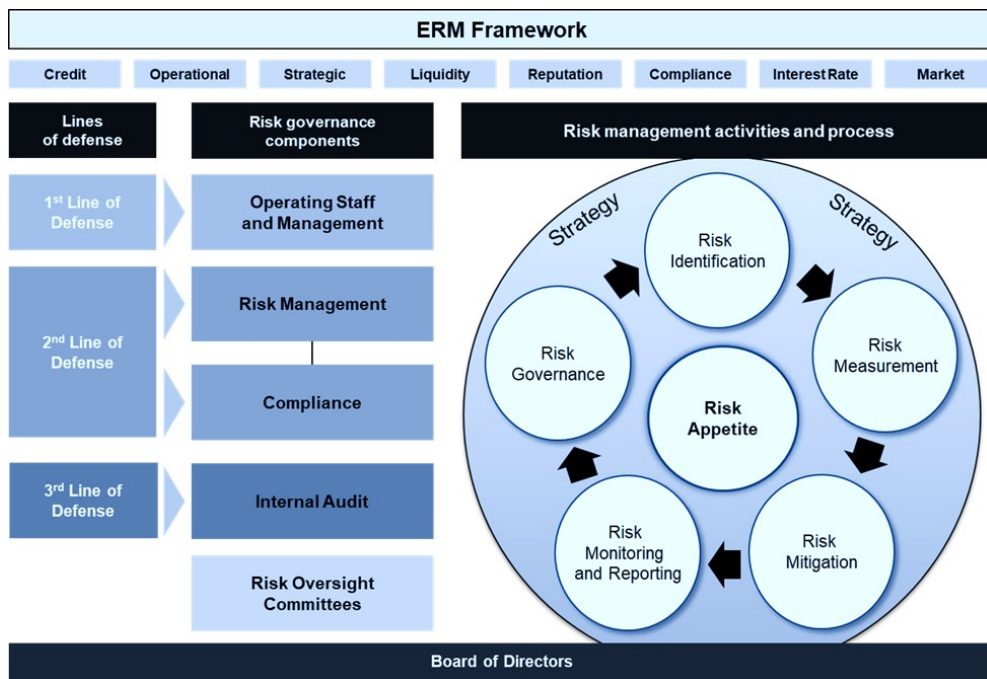 ERM Framework
Credit
Operational
Strategic
Liquidity
Reputation
Compliance
Interest Rate
Market
Lines
of defense
Risk governance
components
Risk management activities and process
1st Line of
Defense
Operating Staff
and Management
2nd Line of
Defense
Risk Management
Compliance
3rd Line of
Defense
Internal Audit
Risk Oversight
Committees
Strategy
Strategy
Risk
Identification
Risk
Measurement
Risk
Mitigation
Risk
Monitoring
and Reporting
Risk
Governance
Risk
Appetite
Board of Directors